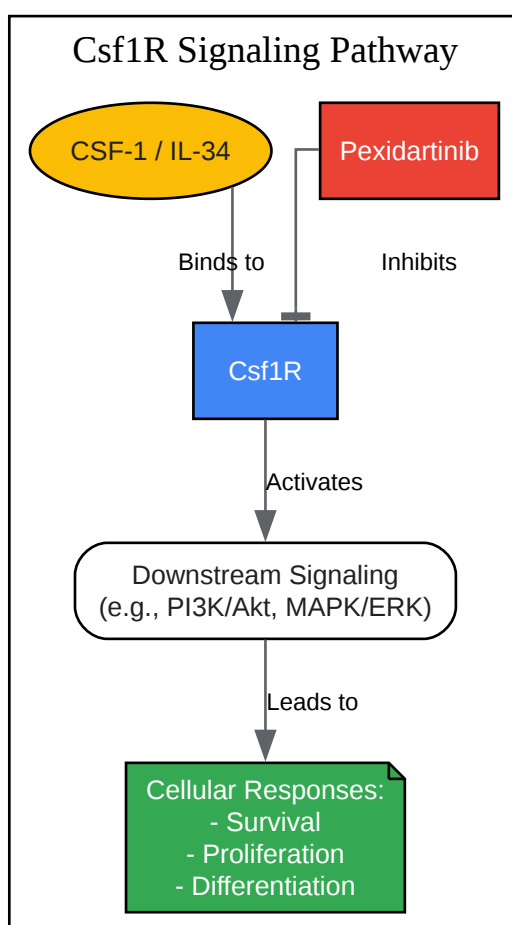 Csf1R Signaling Pathway
CSF-1 / IL-34
Pexidartinib
Binds to
Inhibits
Csf1R
Activates
Downstream Signaling
(e.g., PI3K/Akt, MAPK/ERK)
Leads to
Cellular Responses:
- Survival
- Proliferation
- Differentiation